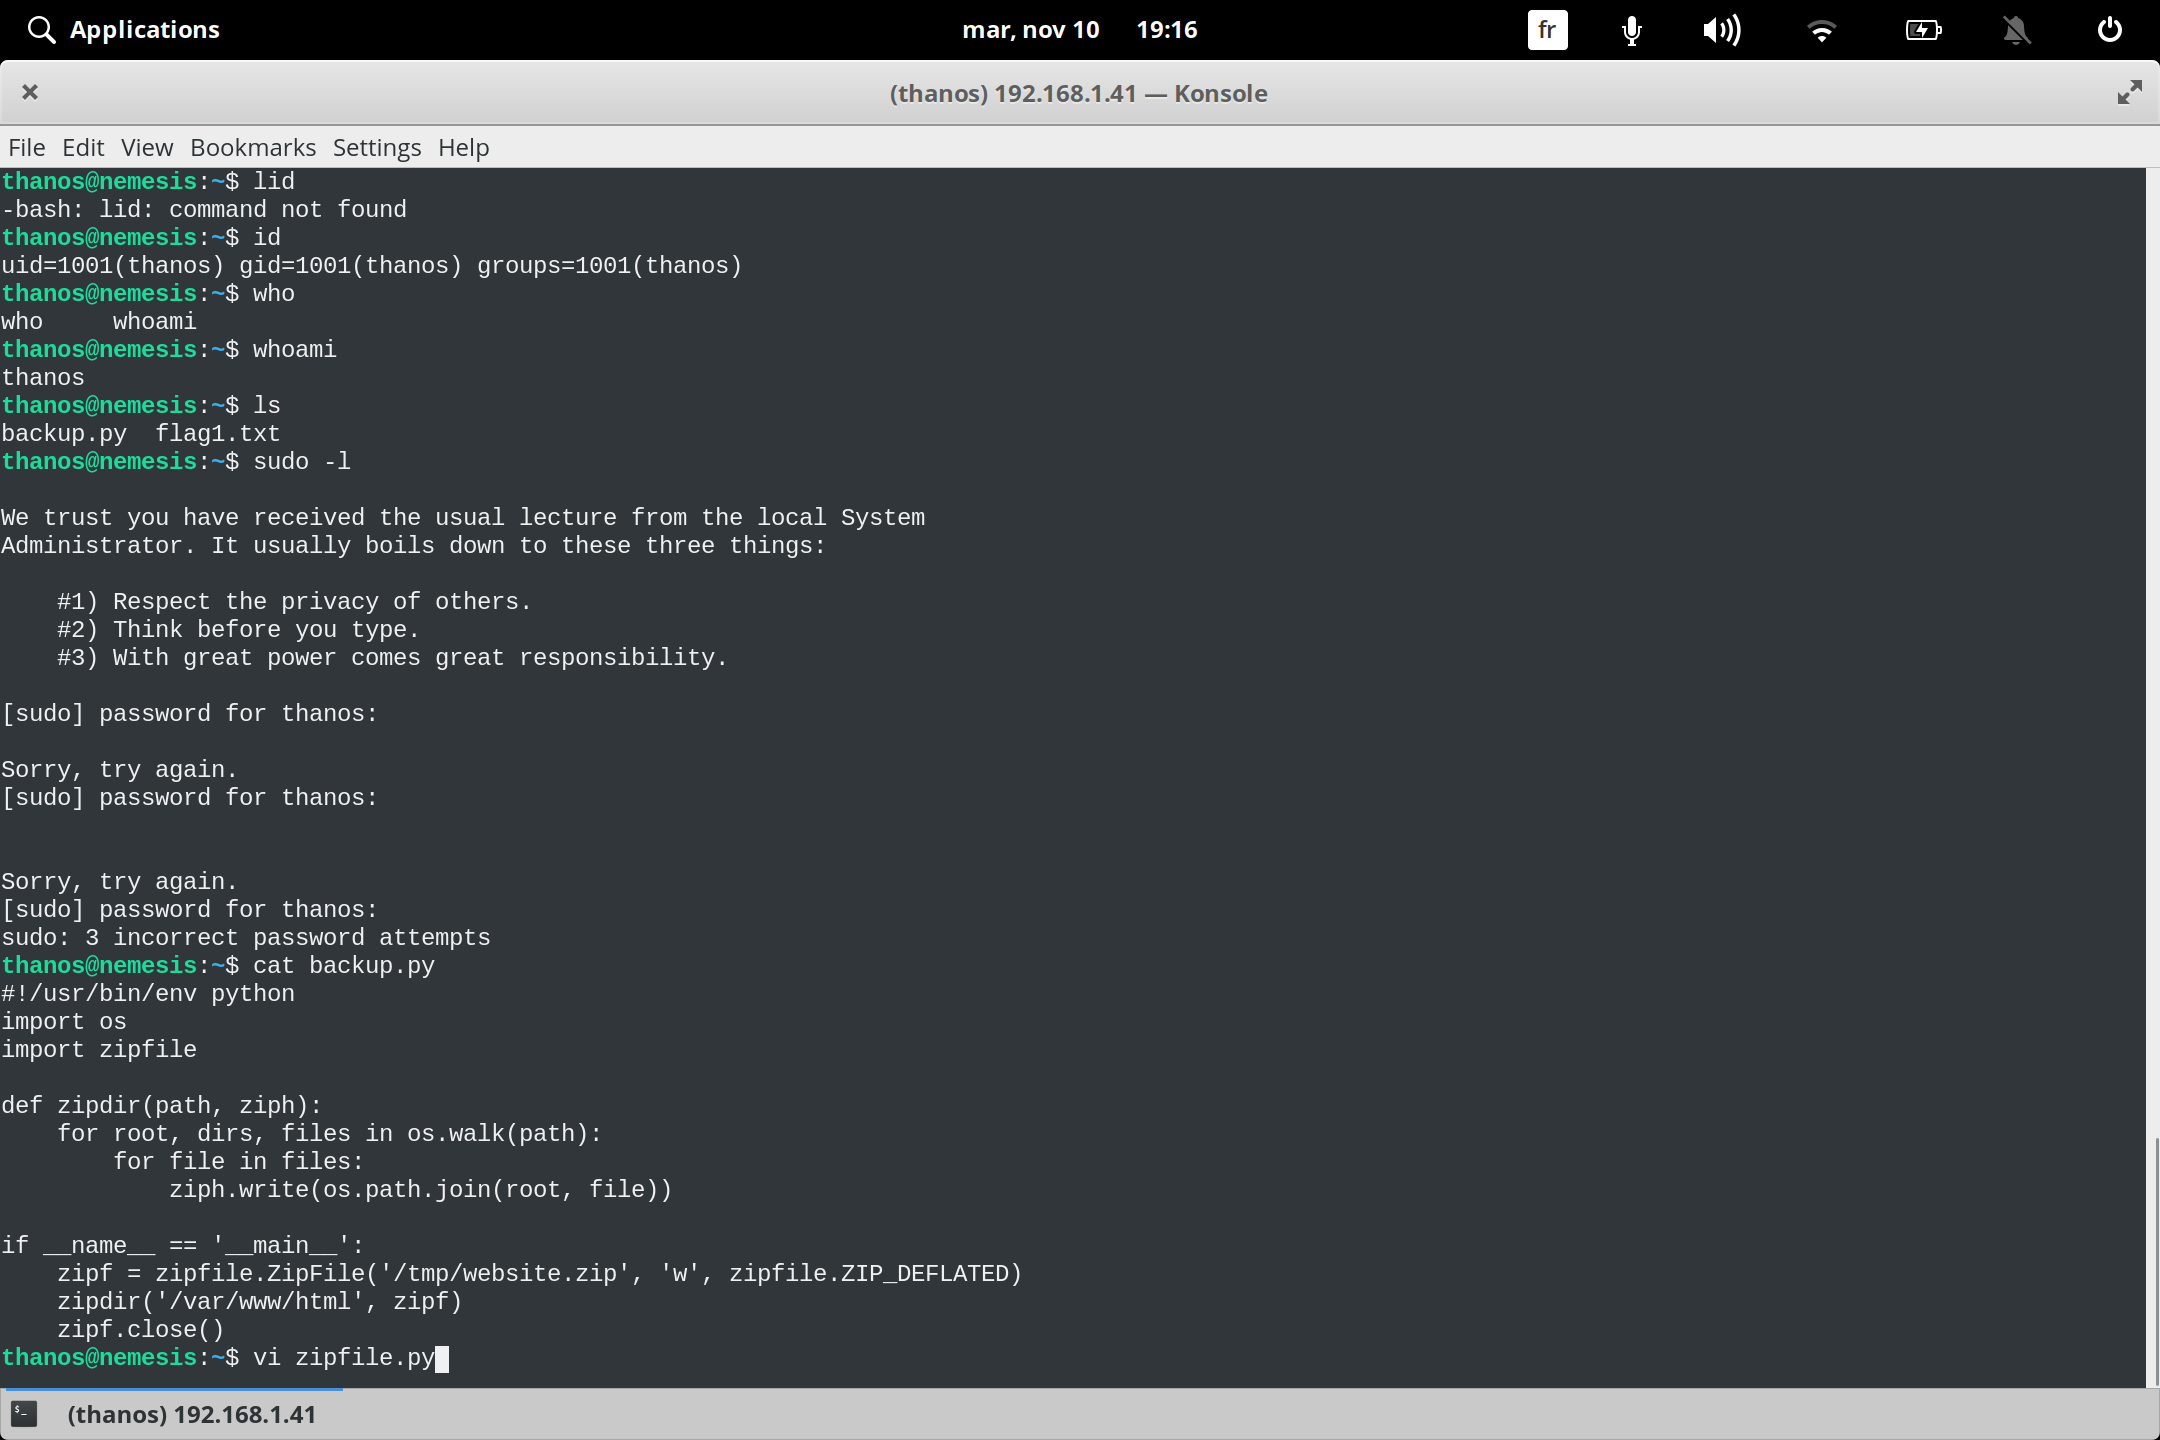 Applications
mar, nov 10 19:16
fr
(thanos) 192.168.1.41 — Konsole
File Edit View Bookmarks Settings Help
thanos@nemesis:~$ lid
-bash: lid: command not found
thanos@nemesis:~$ id
uid=1001(thanos) gid=1001(thanos) groups=1001(thanos)
thanos@nemesis:~$ who
who     whoami
thanos@nemesis:~$ whoami
thanos
thanos@nemesis:~$ ls
backup.py  flag1.txt
thanos@nemesis:~$ sudo -l
We trust you have received the usual lecture from the local System
Administrator. It usually boils down to these three things:
    #1) Respect the privacy of others.
    #2) Think before you type.
    #3) With great power comes great responsibility.
[sudo] password for thanos:
Sorry, try again.
[sudo] password for thanos:
Sorry, try again.
[sudo] password for thanos:
sudo: 3 incorrect password attempts
thanos@nemesis:~$ cat backup.py
#!/usr/bin/env python
import os
import zipfile
def zipdir(path, ziph):
    for root, dirs, files in os.walk(path):
        for file in files:
            ziph.write(os.path.join(root, file))
if __name__ == '__main__':
    zipf = zipfile.ZipFile('/tmp/website.zip', 'w', zipfile.ZIP_DEFLATED)
    zipdir('/var/www/html', zipf)
    zipf.close()
thanos@nemesis:~$ vi zipfile.py
(thanos) 192.168.1.41